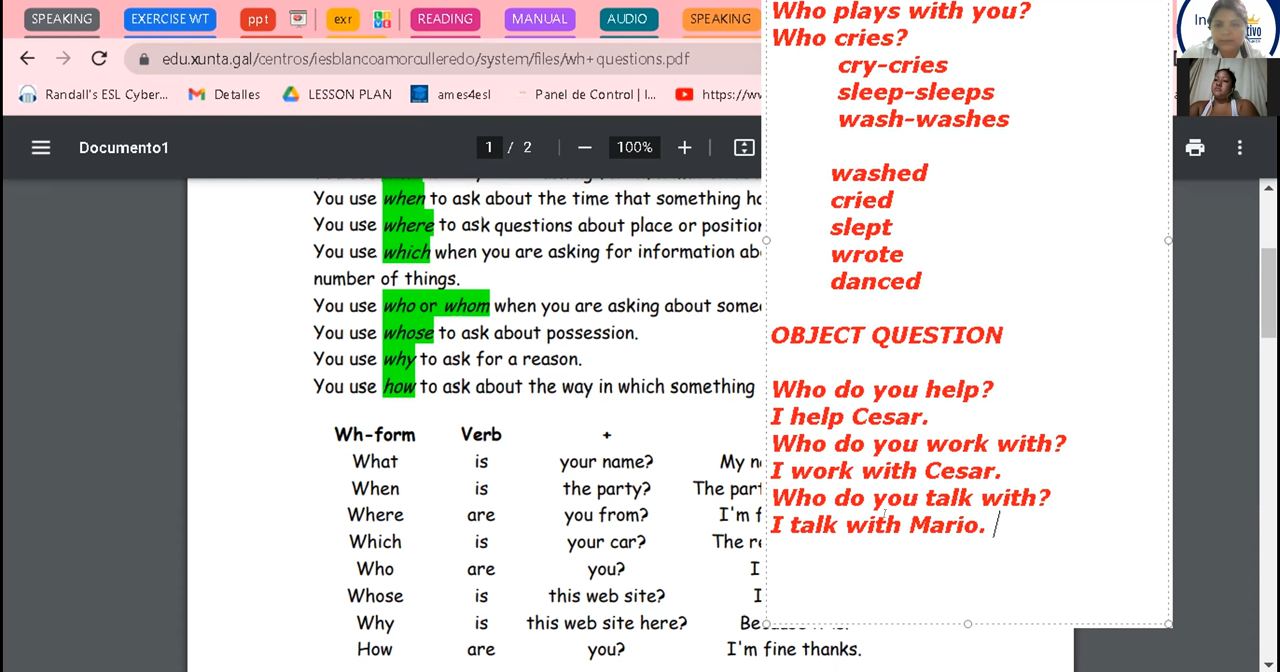 SPEAKING
EXERCISE WT
ppt
exr
READING
MANUAL
AUDIO
SPEAKING
edu.xunta.gal/centros/iesblancoamorculleredo/system/files/wh+questions.pdf
Randall's ESL Cyber...
Detalles
LESSON PLAN
ames4esl
Panel de Control | I...
Documento1
1 / 2
100%
You use when to ask about the time that something
You use where to ask questions about place or
You use which when you are asking for information
number of things.
You use who or whom when you are asking about
You use whose to ask about possession.
You use why to ask for a reason.
You use how to ask about the way in which something
Wh-form Verb +
What is your name? My
When is the party? The
Where are you from? I'm
Which is your car? The
Who are you? I
Whose is this web site? I
Why is this web site here?
How are you? I'm fine thanks.
Who plays with you?
Who cries?
cry-cries
sleep-sleeps
wash-washes
washed
cried
slept
wrote
danced
OBJECT QUESTION
Who do you help?
I help Cesar.
Who do you work with?
I work with Cesar.
Who do you talk with?
I talk with Mario.